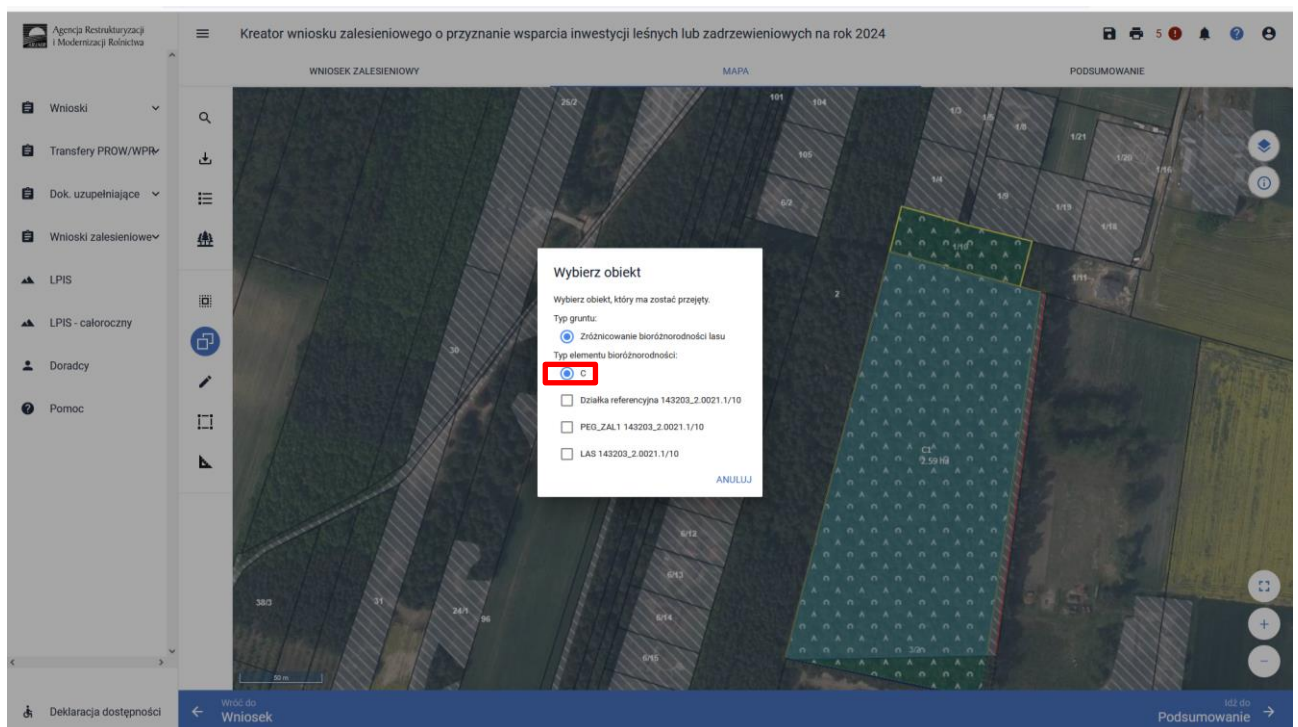 Agencja Restrukturyzacji
i Modernizacji Rolnictwa
Kreator wniosku zalesieniowego o przyznanie wsparcia inwestycji leśnych lub zadrzewieniowych na rok 2024
5
WNIOSEK ZALESIENIOWY
MAPA
PODSUMOWANIE
Wnioski
Transfery PROW/WPR
Dok. uzupełniające
Wnioski zalesieniowe
LPIS
LPIS - całoroczny
Doradcy
Pomoc
25/2
101
104
105
6/2
1/3
1/5
1/8
1/21
1/20
1/16
1/4
1/9
1/19
1/18
1/10
1/11
2
30
Wybierz obiekt
Wybierz obiekt, który ma zostać przejęty.
Typ gruntu:
Zróżnicowanie bioróżnorodności lasu
Typ elementu bioróżnorodności:
C
Działka referencyjna 143203_2.0021.1/10
PEG_ZAL1 143203_2.0021.1/10
LAS 143203_2.0021.1/10
ANULUJ
C1
2.59 ha
6/12
6/13
6/14
6/15
38/3
31
24/1
96
50 m
Deklaracja dostępności
Wróć do
Wniosek
Idź do
Podsumowanie